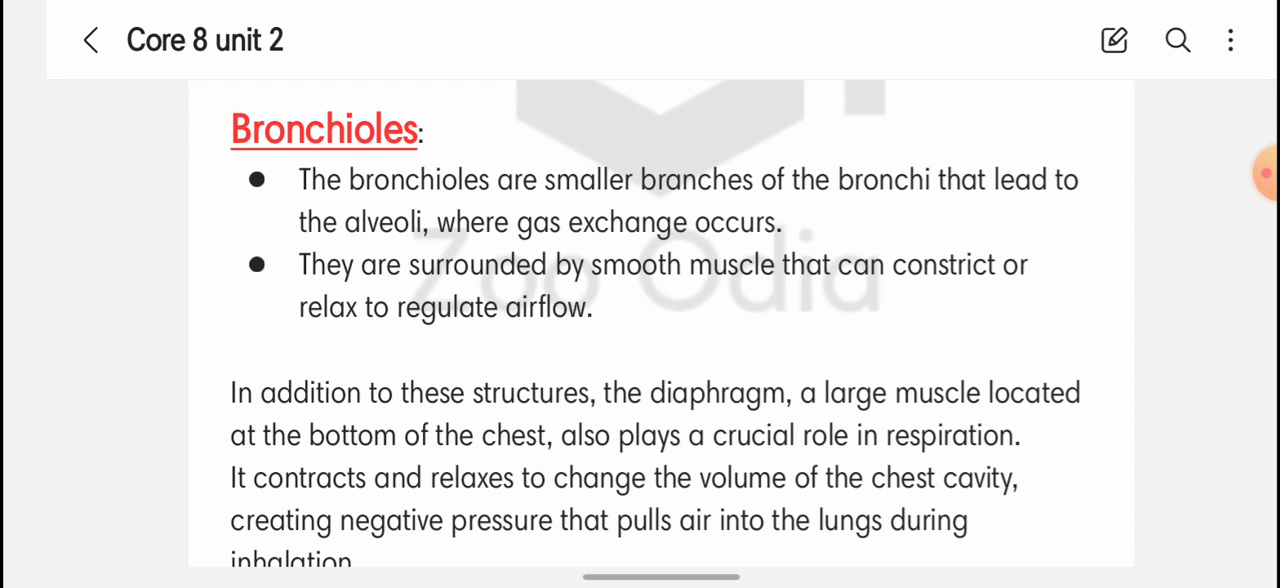 Core 8 unit 2
Bronchioles:
● The bronchioles are smaller branches of the bronchi that lead to
the alveoli, where gas exchange occurs.
● They are surrounded by smooth muscle that can constrict or
relax to regulate airflow.
Zoo Odia
In addition to these structures, the diaphragm, a large muscle located
at the bottom of the chest, also plays a crucial role in respiration.
It contracts and relaxes to change the volume of the chest cavity,
creating negative pressure that pulls air into the lungs during
inhalation